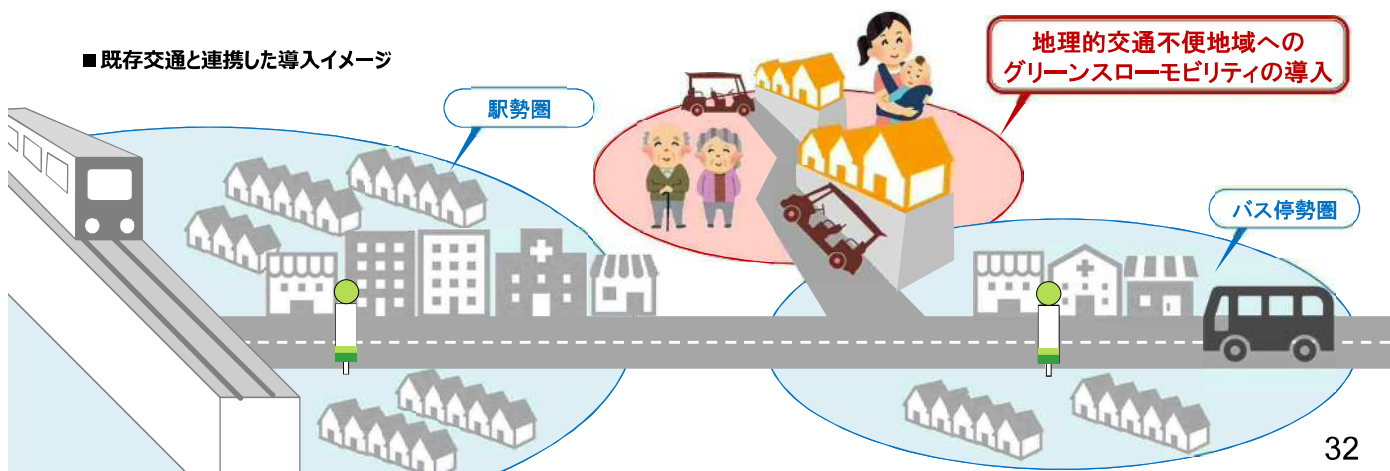 ■既存交通と連携した導入イメージ
地理的交通不便地域への
グリーンスローモビリティの導入
駅勢圏
バス停勢圏
32